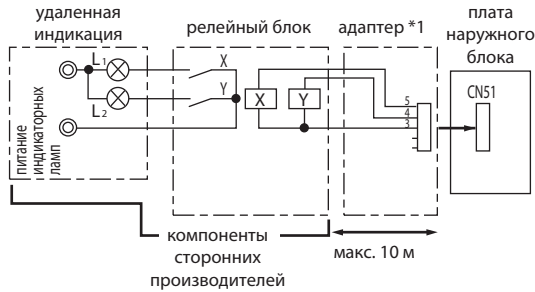 удаленная
индикация
релейный блок
адаптер *1
плата
наружного
блока
L1
L2
X
Y
X
Y
5
4
3
CN51
питание
индикаторных
ламп
компоненты
сторонних
производителей
макс. 10 м